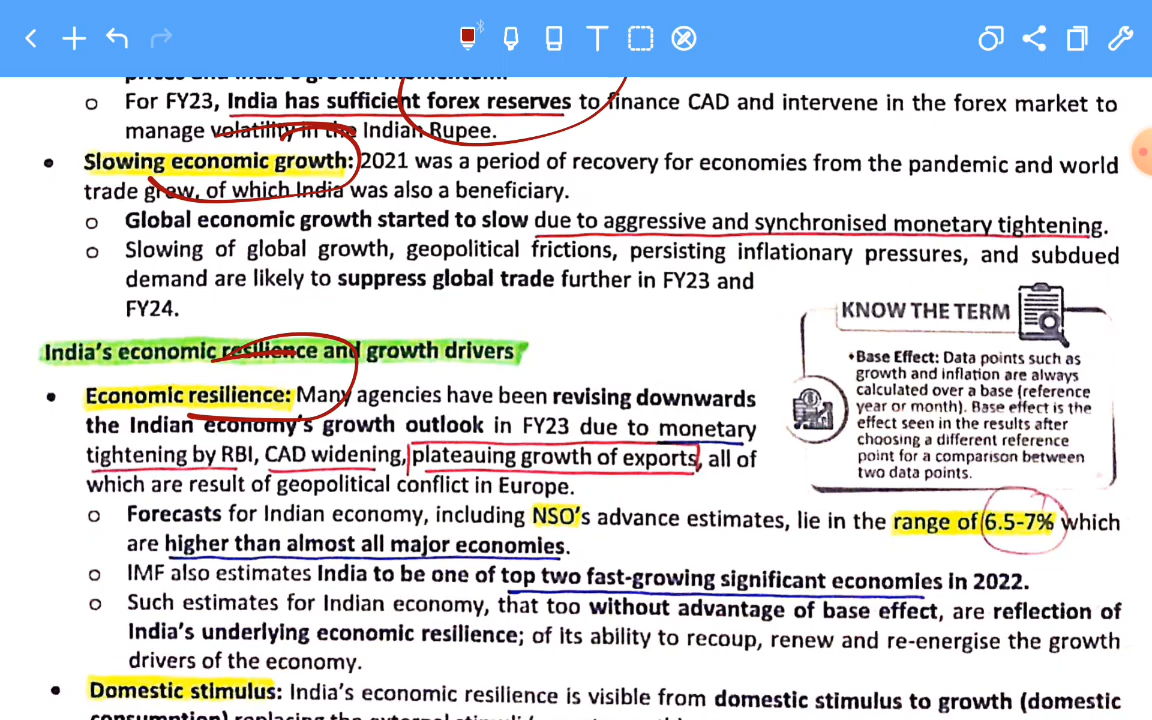 prices and India's growth momentum.
o For FY23, India has sufficient forex reserves to finance CAD and intervene in the forex market to
manage volatility in the Indian Rupee.
• Slowing economic growth: 2021 was a period of recovery for economies from the pandemic and world
trade grew, of which India was also a beneficiary.
o Global economic growth started to slow due to aggressive and synchronised monetary tightening.
o Slowing of global growth, geopolitical frictions, persisting inflationary pressures, and subdued
demand are likely to suppress global trade further in FY23 and
FY24.
India's economic resilience and growth drivers
• Economic resilience: Many agencies have been revising downwards
the Indian economy's growth outlook in FY23 due to monetary
tightening by RBI, CAD widening, plateauing growth of exports, all of
which are result of geopolitical conflict in Europe.
KNOW THE TERM
•Base Effect: Data points such as
growth and inflation are always
calculated over a base (reference
year or month). Base effect is the
effect seen in the results after
choosing a different reference
point for a comparison between
two data points.
o Forecasts for Indian economy, including NSO's advance estimates, lie in the range of 6.5-7% which
are higher than almost all major economies.
o IMF also estimates India to be one of top two fast-growing significant economies in 2022.
o Such estimates for Indian economy, that too without advantage of base effect, are reflection of
India's underlying economic resilience; of its ability to recoup, renew and re-energise the growth
drivers of the economy.
• Domestic stimulus: India's economic resilience is visible from domestic stimulus to growth (domestic
consumption) replacing the external stimuli